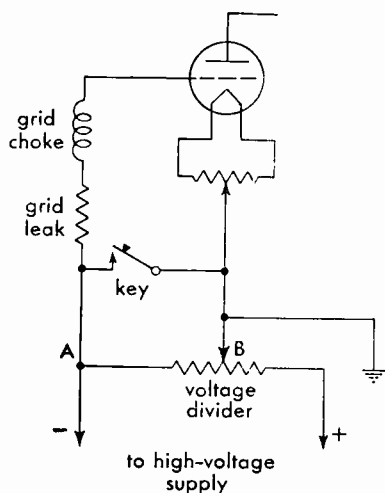 grid
choke
grid
leak
key
A
B
voltage
divider
-
+
to high-voltage
supply